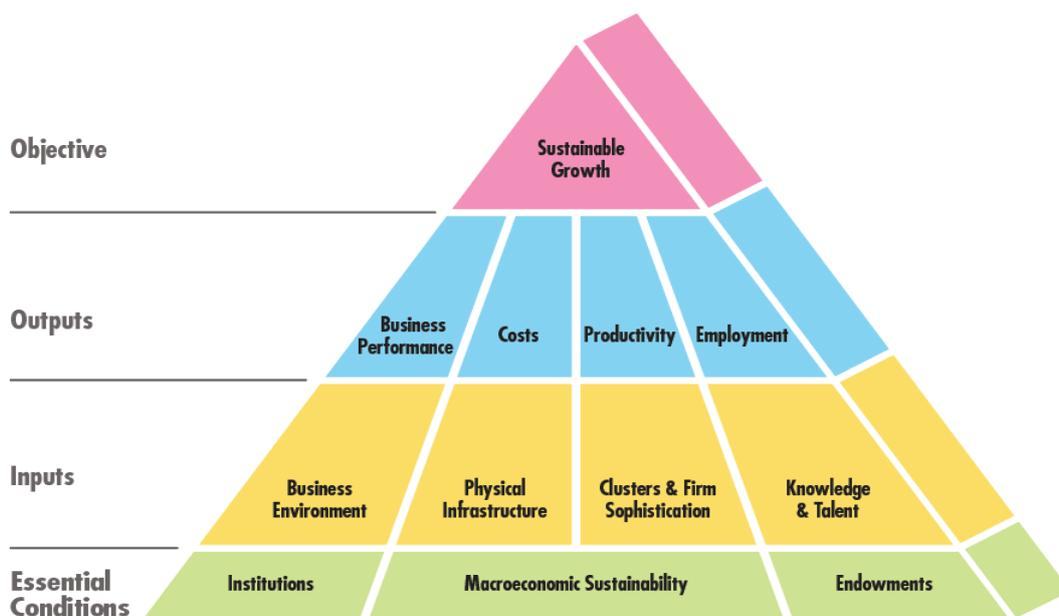 Objective
Sustainable
Growth
Outputs
Business
Performance
Costs
Productivity
Employment
Inputs
Business
Environment
Physical
Infrastructure
Clusters & Firm
Sophistication
Knowledge
& Talent
Essential
Conditions
Institutions
Macroeconomic Sustainability
Endowments